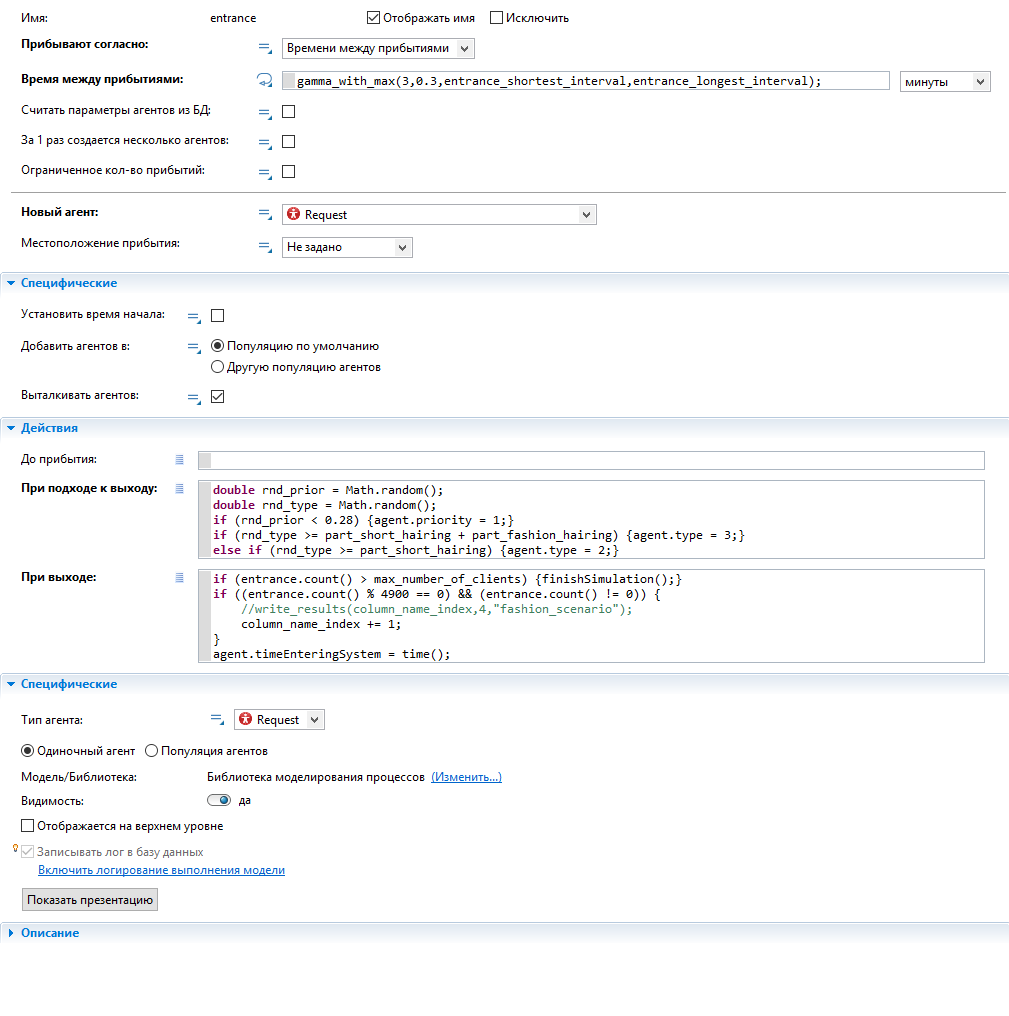 Имя: entrance Отображать имя Исключить
Прибывают согласно: Времени между прибытиями
Время между прибытиями: gamma_with_max(3,0.3,entrance_shortest_interval,entrance_longest_interval); минуты
Считать параметры агентов из БД:
За 1 раз создается несколько агентов:
Ограниченное кол-во прибытий:
Новый агент: Request
Местоположение прибытия: Не задано
Специфические
Установить время начала:
Добавить агентов в: Популяцию по умолчанию
Другую популяцию агентов
Выталкивать агентов:
Действия
До прибытия:
При подходе к выходу: double rnd_prior = Math.random();
double rnd_type = Math.random();
if (rnd_prior < 0.28) {agent.priority = 1;}
if (rnd_type >= part_short_hairing + part_fashion_hairing) {agent.type = 3;}
else if (rnd_type >= part_short_hairing) {agent.type = 2;}
При выходе: if (entrance.count() > max_number_of_clients) {finishSimulation();}
if ((entrance.count() % 4900 == 0) && (entrance.count() != 0)) {
//write_results(column_name_index,4,"fashion_scenario");
column_name_index += 1;
}
agent.timeEnteringSystem = time();
Специфические
Тип агента: Request
Одиночный агент Популяция агентов
Модель/Библиотека: Библиотека моделирования процессов (Изменить...)
Видимость: да
Отображается на верхнем уровне
Записывать лог в базу данных
Включить логирование выполнения модели
Показать презентацию
Описание